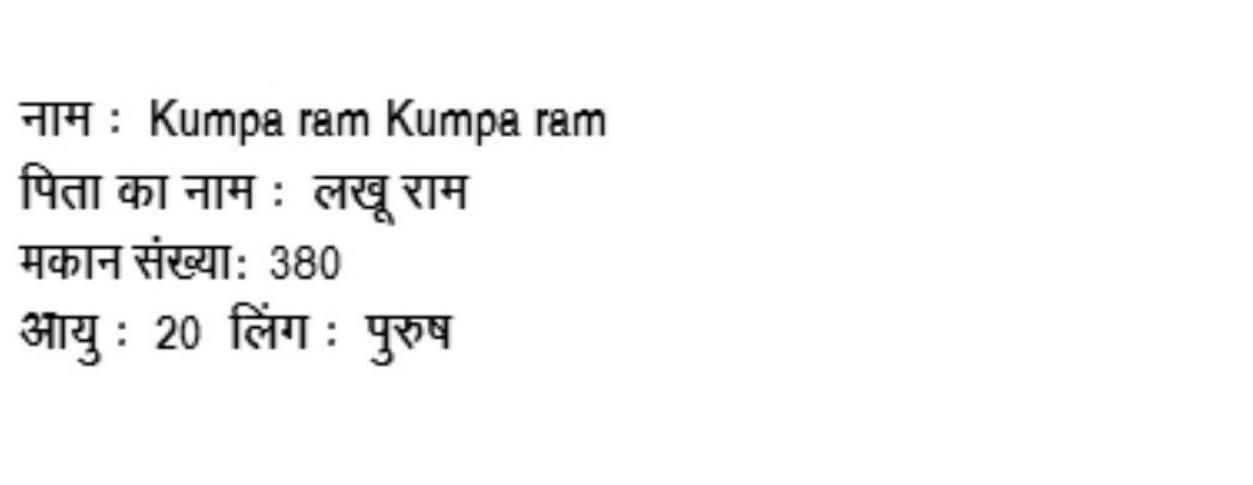 नाम : Kumpa ram Kumpa ram
पिता का नाम : लखू राम
मकान संख्या: 380
आयु : 20 लिंग : पुरुष